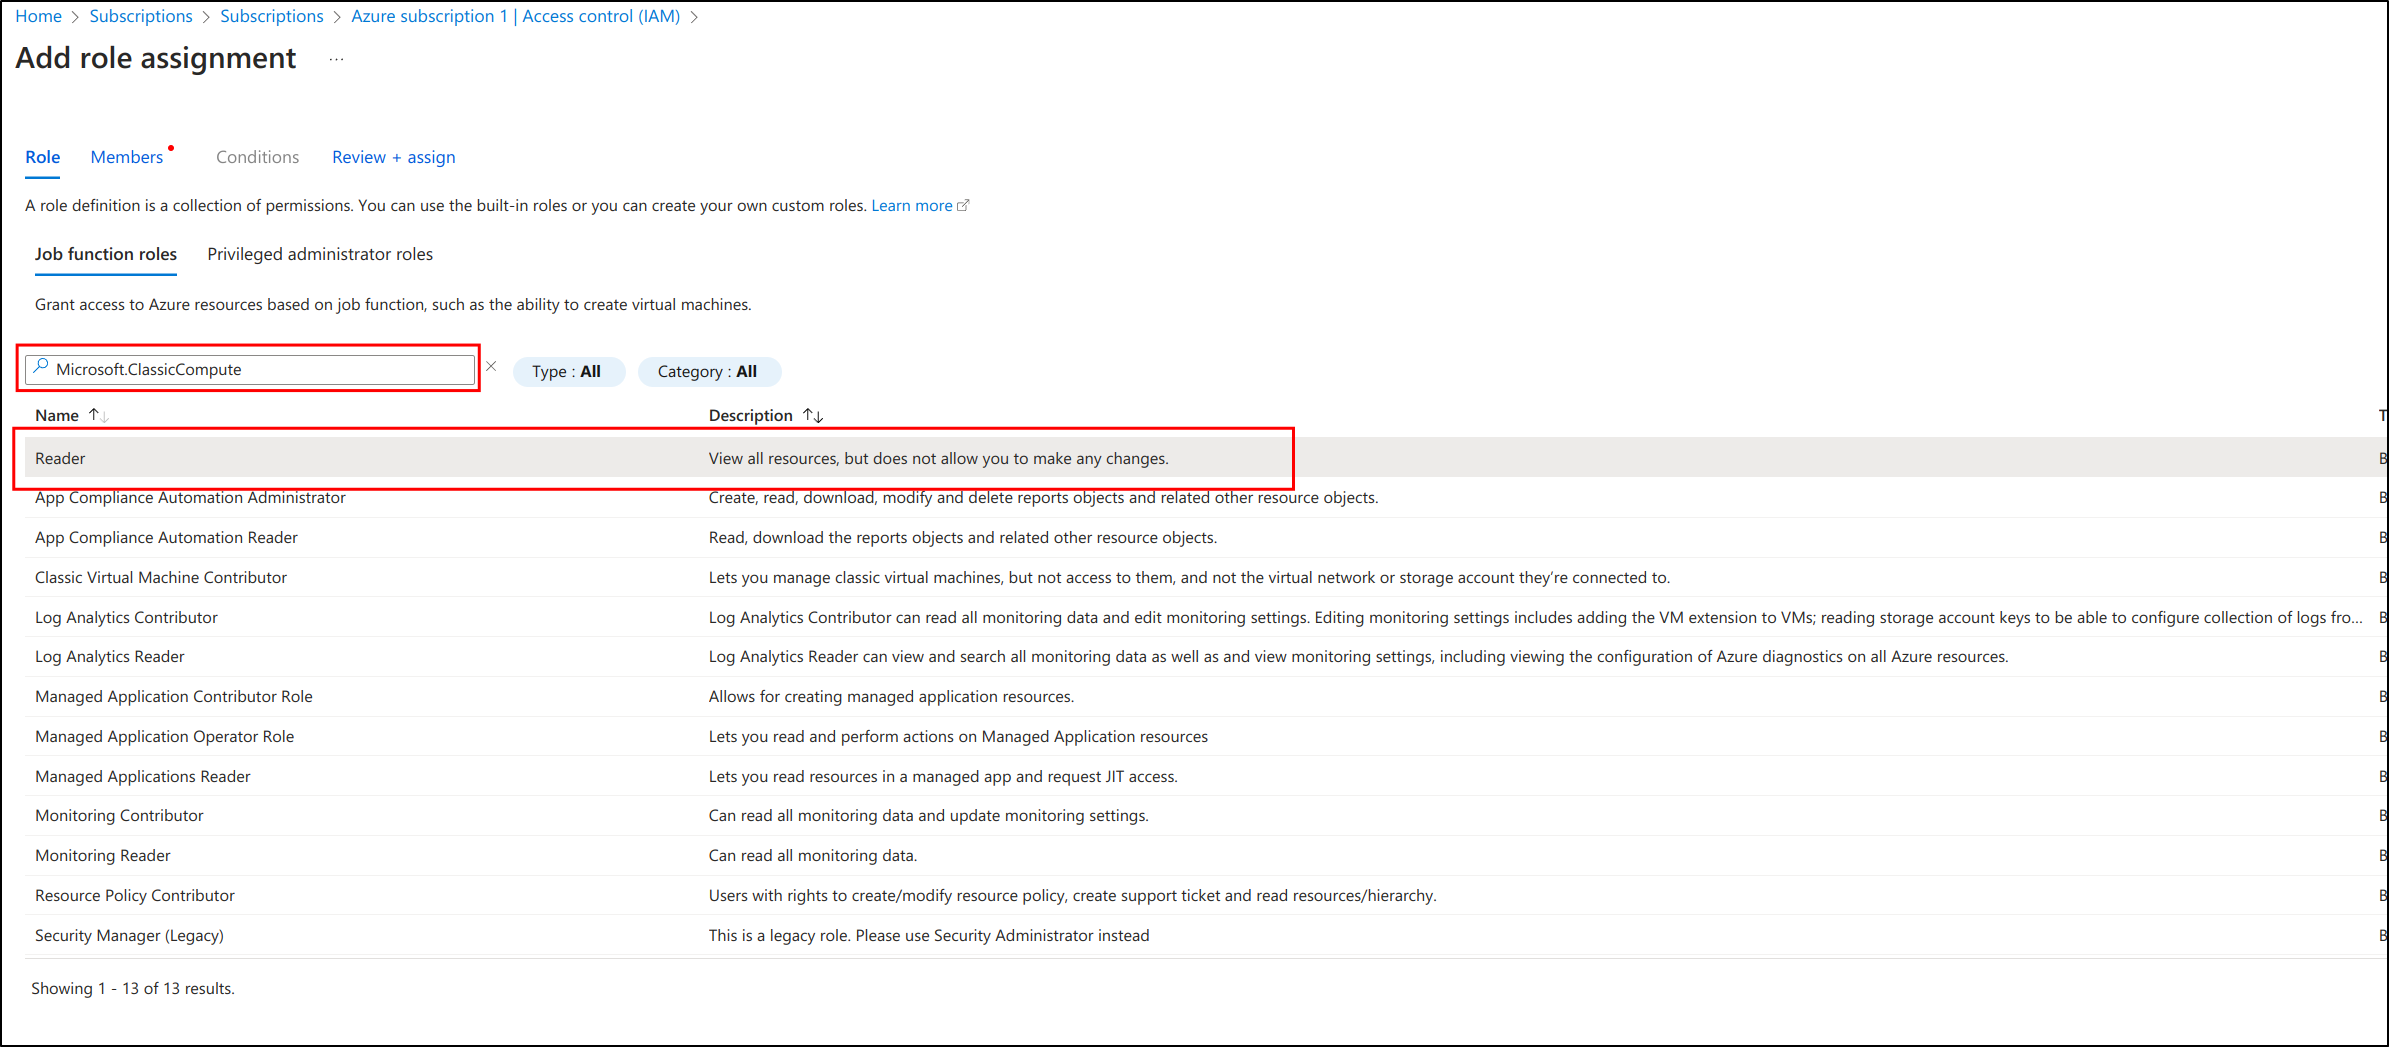 Home > Subscriptions > Subscriptions > Azure subscription 1 | Access control (IAM) >
Add role assignment ...
Role Members Conditions Review + assign
A role definition is a collection of permissions. You can use the built-in roles or you can create your own custom roles. Learn more
Job function roles Privileged administrator roles
Grant access to Azure resources based on job function, such as the ability to create virtual machines.
Microsoft.ClassicCompute × Type : All Category : All
Name ↑↓ Description ↑↓ T
Reader View all resources, but does not allow you to make any changes. B
App Compliance Automation Administrator Create, read, download, modify and delete reports objects and related other resource objects. B
App Compliance Automation Reader Read, download the reports objects and related other resource objects. B
Classic Virtual Machine Contributor Lets you manage classic virtual machines, but not access to them, and not the virtual network or storage account they’re connected to. B
Log Analytics Contributor Log Analytics Contributor can read all monitoring data and edit monitoring settings. Editing monitoring settings includes adding the VM extension to VMs; reading storage account keys to be able to configure collection of logs fro... B
Log Analytics Reader Log Analytics Reader can view and search all monitoring data as well as and view monitoring settings, including viewing the configuration of Azure diagnostics on all Azure resources. B
Managed Application Contributor Role Allows for creating managed application resources. B
Managed Application Operator Role Lets you read and perform actions on Managed Application resources B
Managed Applications Reader Lets you read resources in a managed app and request JIT access. B
Monitoring Contributor Can read all monitoring data and update monitoring settings. B
Monitoring Reader Can read all monitoring data. B
Resource Policy Contributor Users with rights to create/modify resource policy, create support ticket and read resources/hierarchy. B
Security Manager (Legacy) This is a legacy role. Please use Security Administrator instead B
Showing 1 - 13 of 13 results.